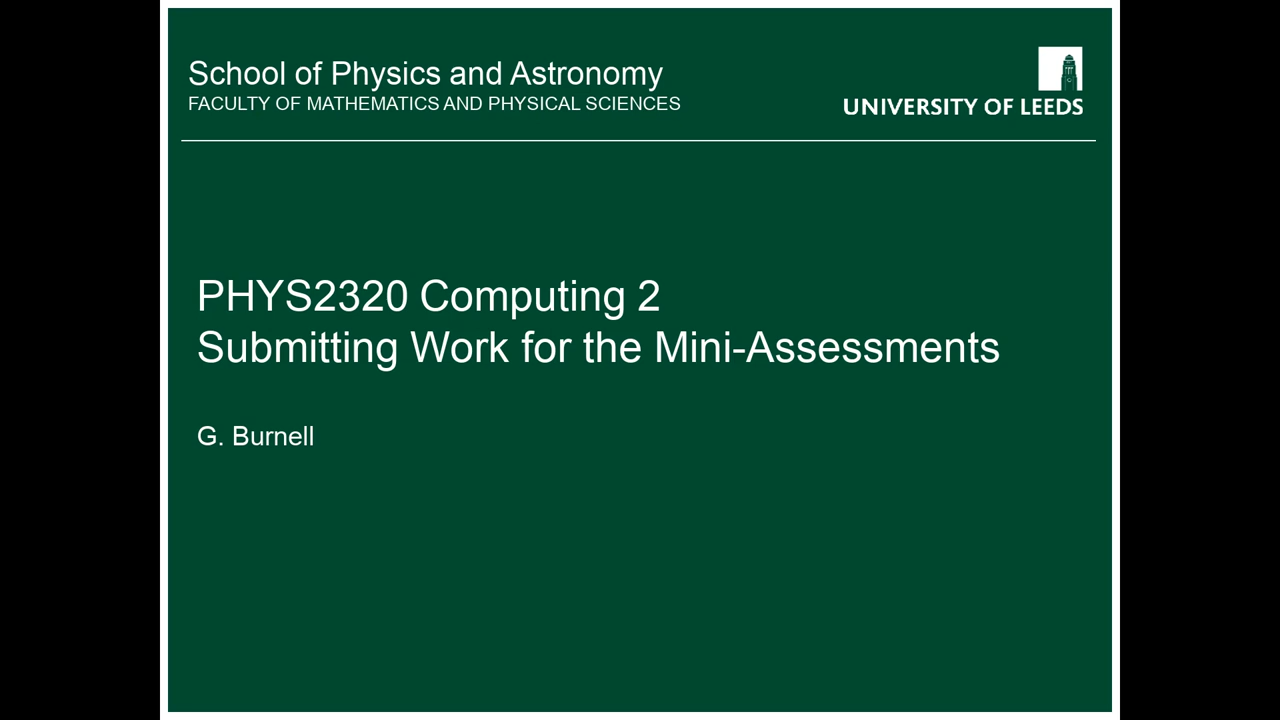 School of Physics and Astronomy
FACULTY OF MATHEMATICS AND PHYSICAL SCIENCES
UNIVERSITY OF LEEDS
PHYS2320 Computing 2
Submitting Work for the Mini-Assessments
G. Burnell